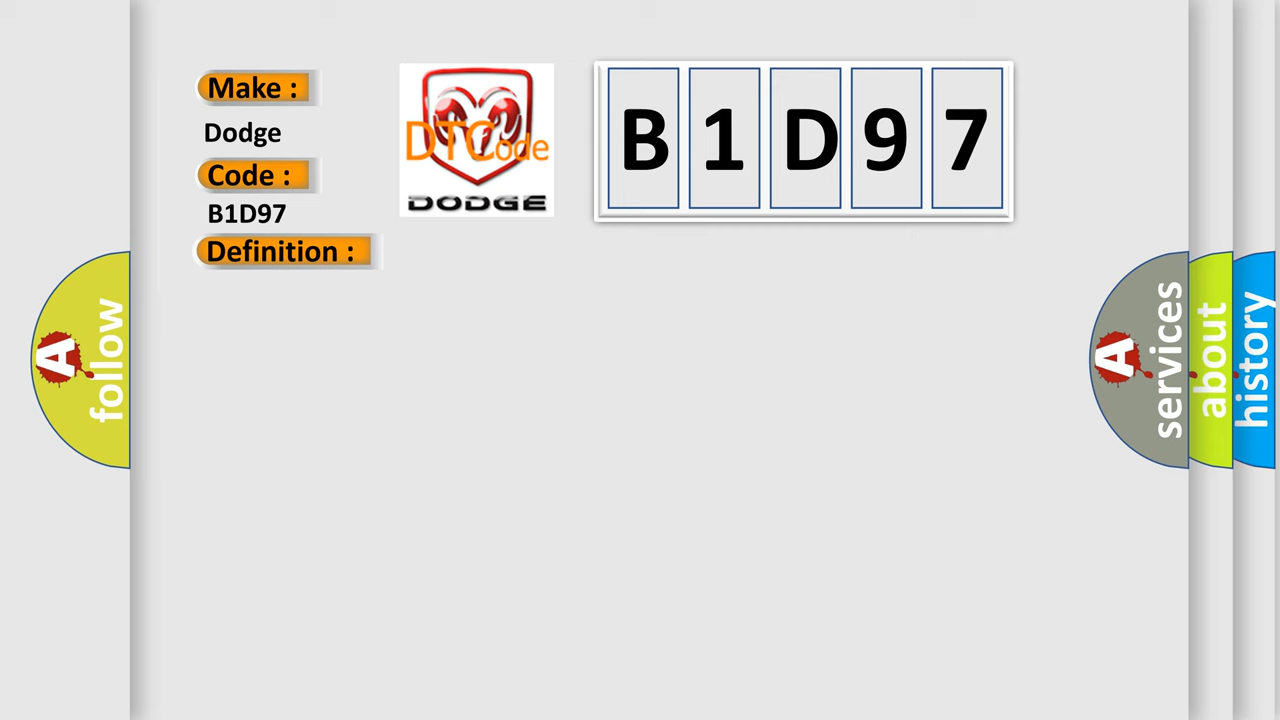 Make :
Dodge
Code :
B1D97
Definition :
DTCode
DODGE
B 1 D 9 7
A follow
A services
about
history